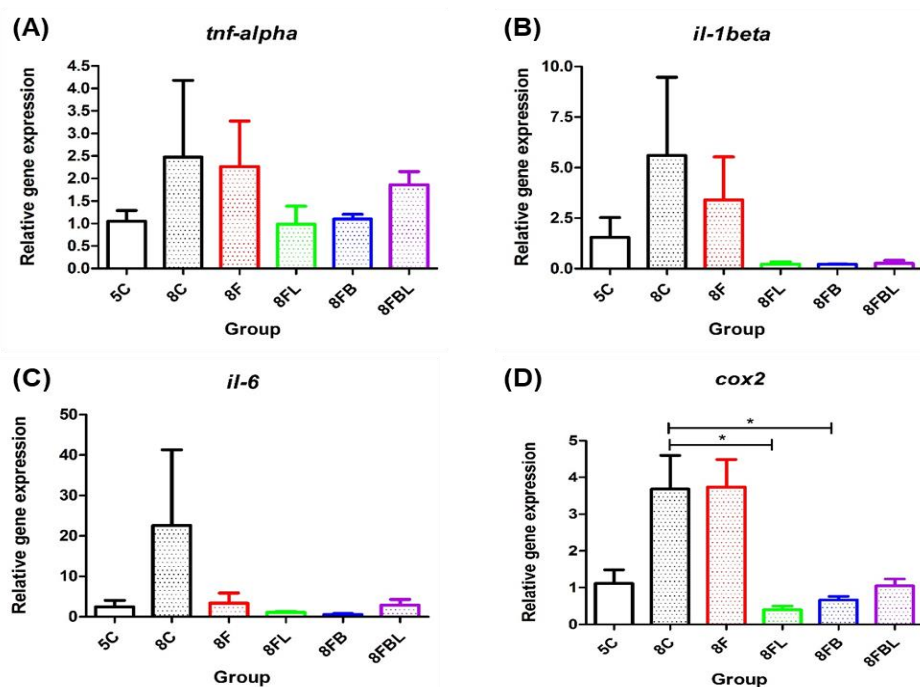 (A)
tnf-alpha
Relative gene expression
4.5
4.0
3.5
3.0
2.5
2.0
1.5
1.0
0.5
0.0
5C 8C 8F 8FL 8FB 8FBL
Group
(B)
il-1beta
Relative gene expression
10.0
7.5
5.0
2.5
0.0
5C 8C 8F 8FL 8FB 8FBL
Group
(C)
il-6
Relative gene expression
50
40
30
20
10
0
5C 8C 8F 8FL 8FB 8FBL
Group
(D)
cox2
Relative gene expression
*
*
5
4
3
2
1
0
5C 8C 8F 8FL 8FB 8FBL
Group